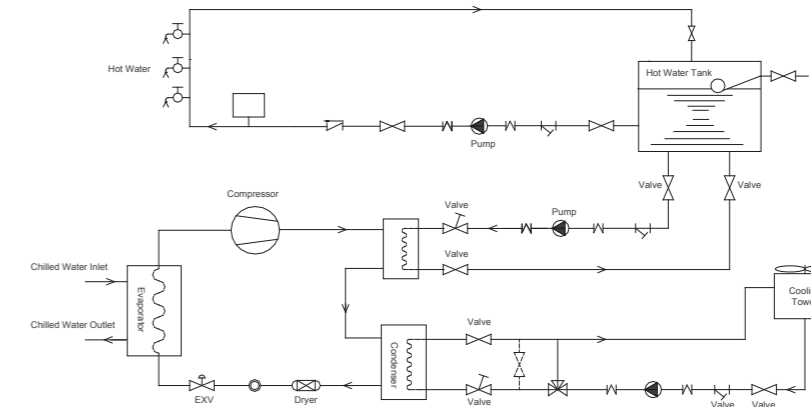 Hot Water
Hot Water Tank
Pump
Valve
Valve
Compressor
Valve
Pump
Valve
Chilled Water Inlet
Evaporator
Chilled Water Outlet
Valve
Condenser
EXV
Dryer
Valve
Valve
Valve